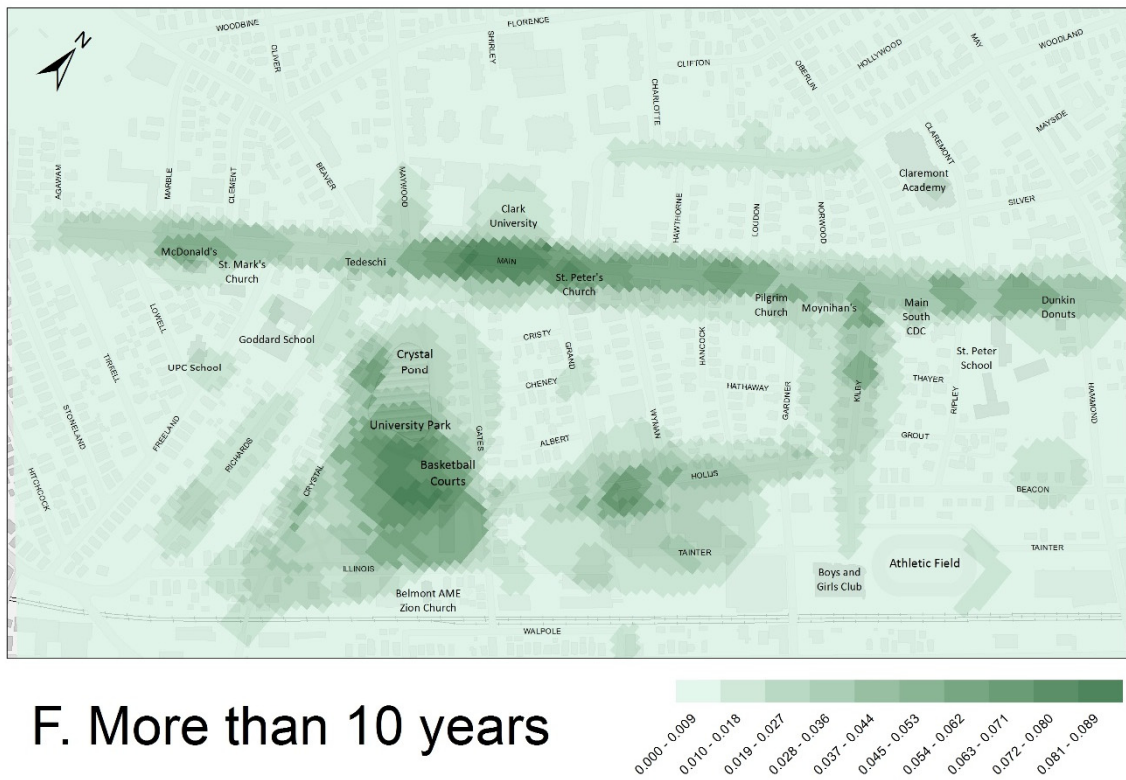 WOODBINE
FLORENCE
OLIVER
SHIRLEY
CLIFTON
OBERLIN
HOLLYWOOD
MAY
WOODLAND
N
CHARLOTTE
MAYSIDE
CLAREMONT
AGAWAM
MARBLE
CLEMENT
BEAVER
MAYWOOD
Claremont
Academy
HAWTHORNE
LOUDON
NORWOOD
SILVER
Clark
University
McDonald's
St. Mark's
Church
Tedeschi
MAIN
St. Peter's
Church
Pilgrim
Church
Moynihan's
Main
South
CDC
Dunkin
Donuts
LOWELL
Goddard School
Crystal
Pond
CRISTY
GRAND
HANCOCK
St. Peter
School
TIRRELL
UPC School
CHENEY
HATHAWAY
GARDNER
KILBY
THAYER
RIPLEY
HAMMOND
STONELAND
FREELAND
RICHARDS
University Park
GATES
ALBERT
WYMAN
GROUT
HITCHCOCK
CRYSTAL
Basketball
Courts
HOLLIS
BEACON
ILLINOIS
TAINTER
Boys and
Girls Club
Athletic Field
TAINTER
Belmont AME
Zion Church
WALPOLE
F. More than 10 years
0.000 - 0.009
0.010 - 0.018
0.019 - 0.027
0.028 - 0.036
0.037 - 0.044
0.045 - 0.053
0.054 - 0.062
0.063 - 0.071
0.072 - 0.080
0.081 - 0.089